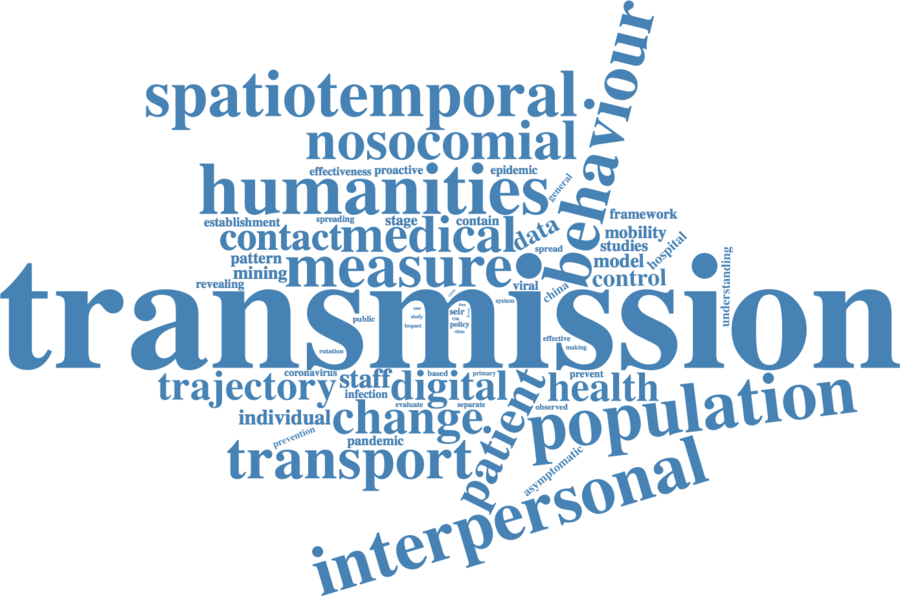 behaviour
spatiotemporal
nosocomial
effectiveness proactive epidemic
humanities general
establishment spreading stage contain framework
contact medical data mobility
pattern spread studies hospital
mining measure model
revealing viral china control understanding
transmission
system
public study impact seir risk policy
effective
rotation making
coronavirus based primary prevent
trajectory staff digital health
infection evaluate separate observed
individual change patient population
prevention pandemic
transport asymptomatic
interpersonal